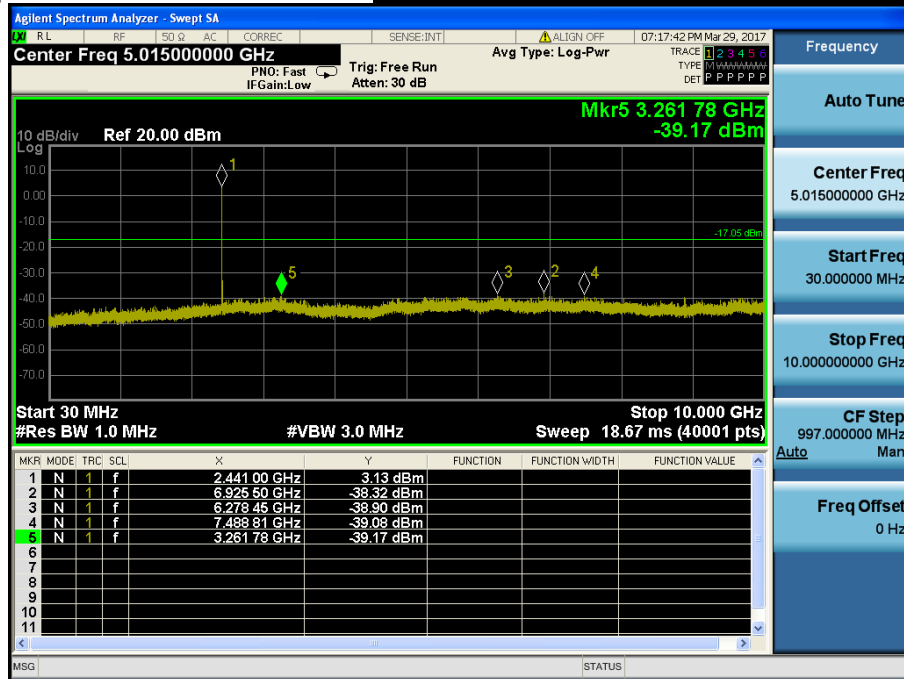 Agilent Spectrum Analyzer - Swept SA
LXI RL RF 50 Ω AC CORREC SENSE:INT ALIGN OFF 07:17:42 PM Mar 29, 2017
Center Freq 5.015000000 GHz
PNO: Fast
IFGain:Low
Trig: Free Run
Atten: 30 dB
Avg Type: Log-Pwr
TRACE 1 2 3 4 5 6
TYPE M WWWWW
DET P P P P P P
Mkr5 3.261 78 GHz
-39.17 dBm
10 dB/div Ref 20.00 dBm
Log
10.0
0.00
-10.0
-20.0
-30.0
-40.0
-50.0
-60.0
-70.0
1
5
3
2
4
-17.05 dBm
Start 30 MHz Stop 10.000 GHz
#Res BW 1.0 MHz #VBW 3.0 MHz Sweep 18.67 ms (40001 pts)
MKR MODE TRC SCL X Y FUNCTION FUNCTION WIDTH FUNCTION VALUE
1 N 1 f 2.441 00 GHz 3.13 dBm
2 N 1 f 6.925 50 GHz -38.32 dBm
3 N 1 f 6.278 45 GHz -38.90 dBm
4 N 1 f 7.488 81 GHz -39.08 dBm
5 N 1 f 3.261 78 GHz -39.17 dBm
6
7
8
9
10
11
MSG STATUS
Frequency
Auto Tune
Center Freq
5.015000000 GHz
Start Freq
30.000000 MHz
Stop Freq
10.000000000 GHz
CF Step
997.000000 MHz
Auto Man
Freq Offset
0 Hz